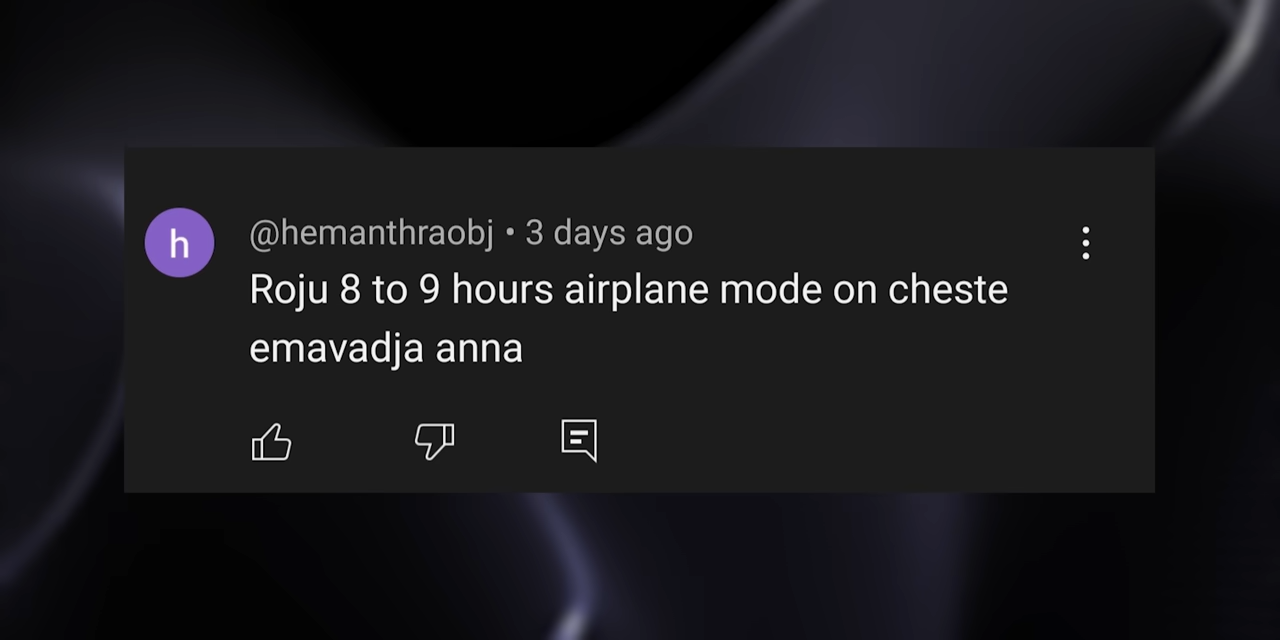 h
@hemanthraobj • 3 days ago
Roju 8 to 9 hours airplane mode on cheste
emavadja anna